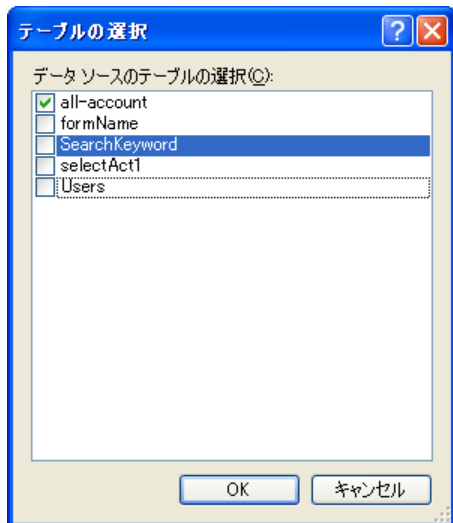 テーブルの選択
データ ソースのテーブルの選択(C):
all-account
formName
SearchKeyword
selectAct1
Users
OK キャンセル